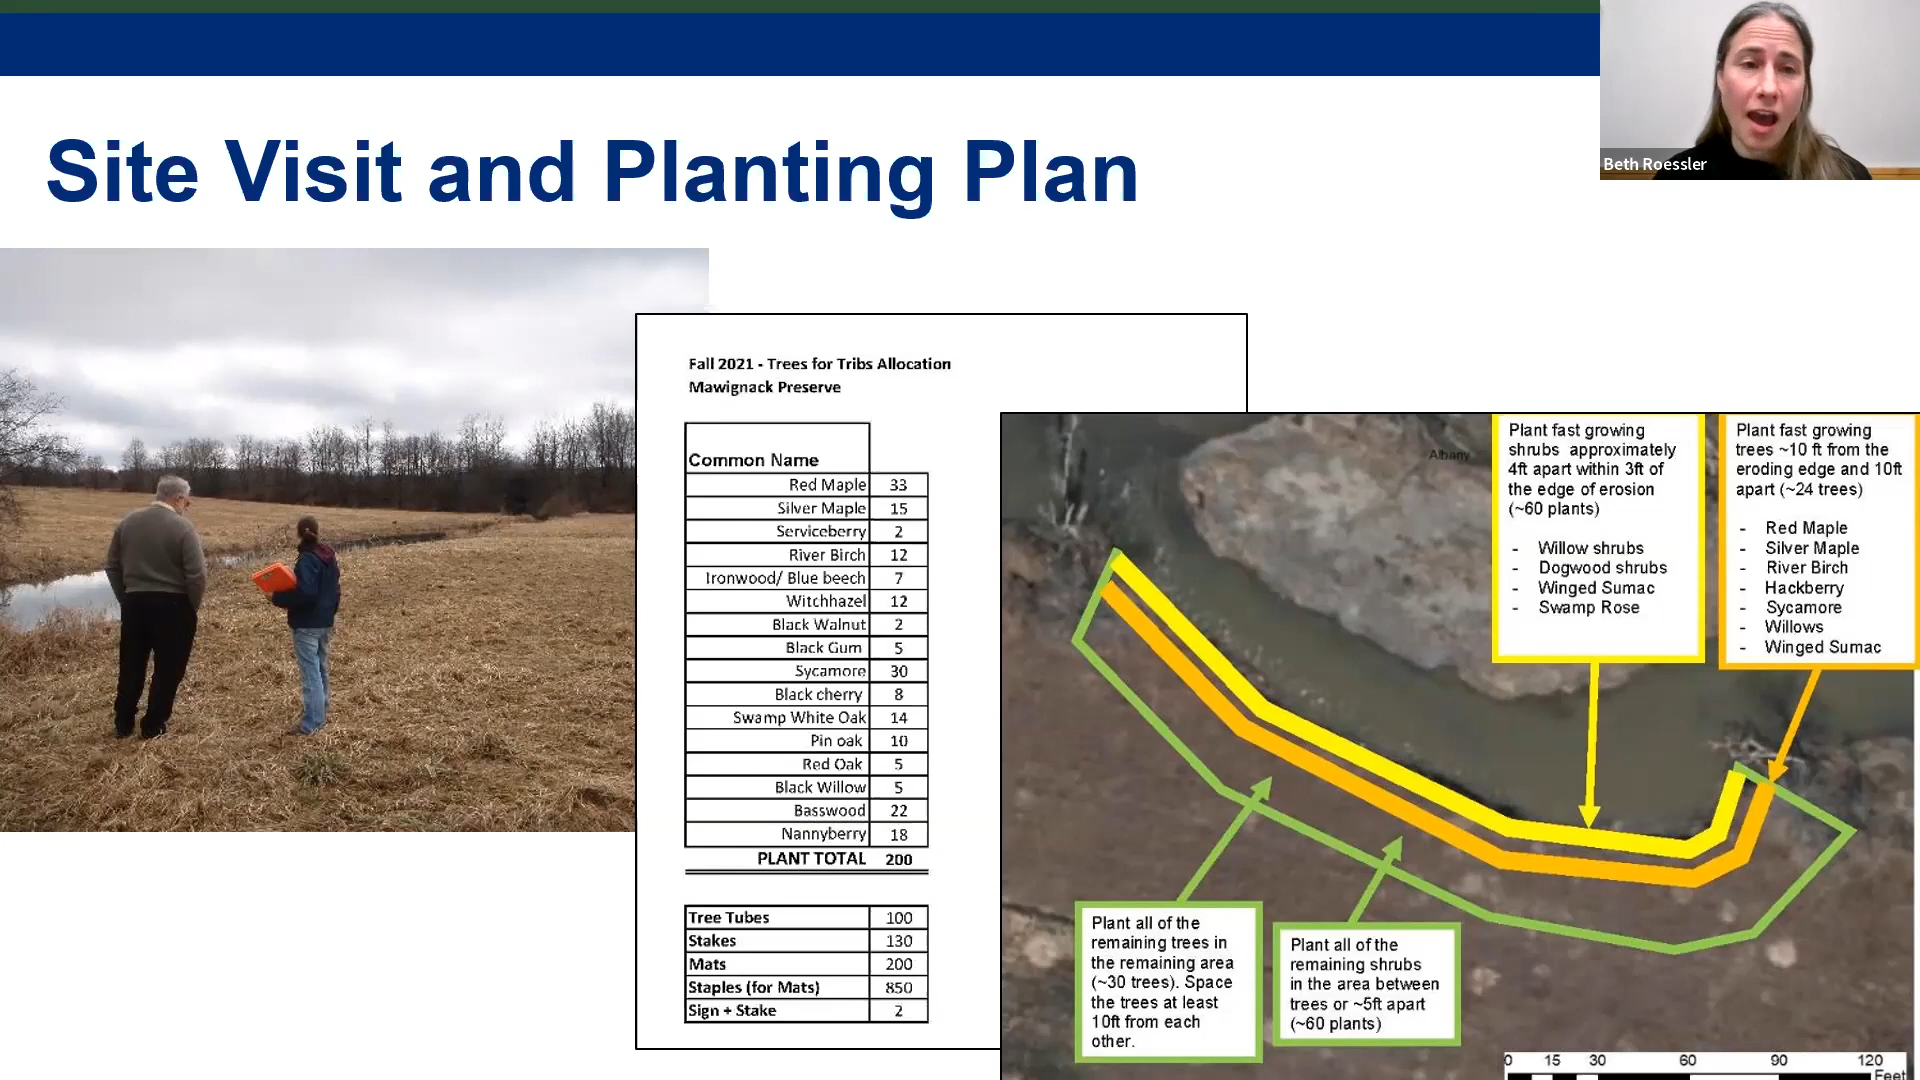 Site Visit and Planting Plan
Beth Roessler
Fall 2021 - Trees for Tribs Allocation
Mawignack Preserve
Common Name
Red Maple 33
Silver Maple 15
Serviceberry 2
River Birch 12
Ironwood/ Blue beech 7
Witchhazel 12
Black Walnut 2
Black Gum 5
Sycamore 30
Black cherry 8
Swamp White Oak 14
Pin oak 10
Red Oak 5
Black Willow 5
Basswood 22
Nannyberry 18
PLANT TOTAL 200
Tree Tubes 100
Stakes 130
Mats 200
Staples (for Mats) 850
Sign + Stake 2
Albany
Plant fast growing
shrubs approximately
4ft apart within 3ft of
the edge of erosion
(~60 plants)
- Willow shrubs
- Dogwood shrubs
- Winged Sumac
- Swamp Rose
Plant fast growing
trees ~10 ft from the
eroding edge and 10ft
apart (~24 trees)
- Red Maple
- Silver Maple
- River Birch
- Hackberry
- Sycamore
- Willows
- Winged Sumac
Plant all of the
remaining trees in
the remaining area
(~30 trees). Space
the trees at least
10ft from each
other.
Plant all of the
remaining shrubs
in the area between
trees or ~5ft apart
(~60 plants)
0 15 30 60 90 120
Feet